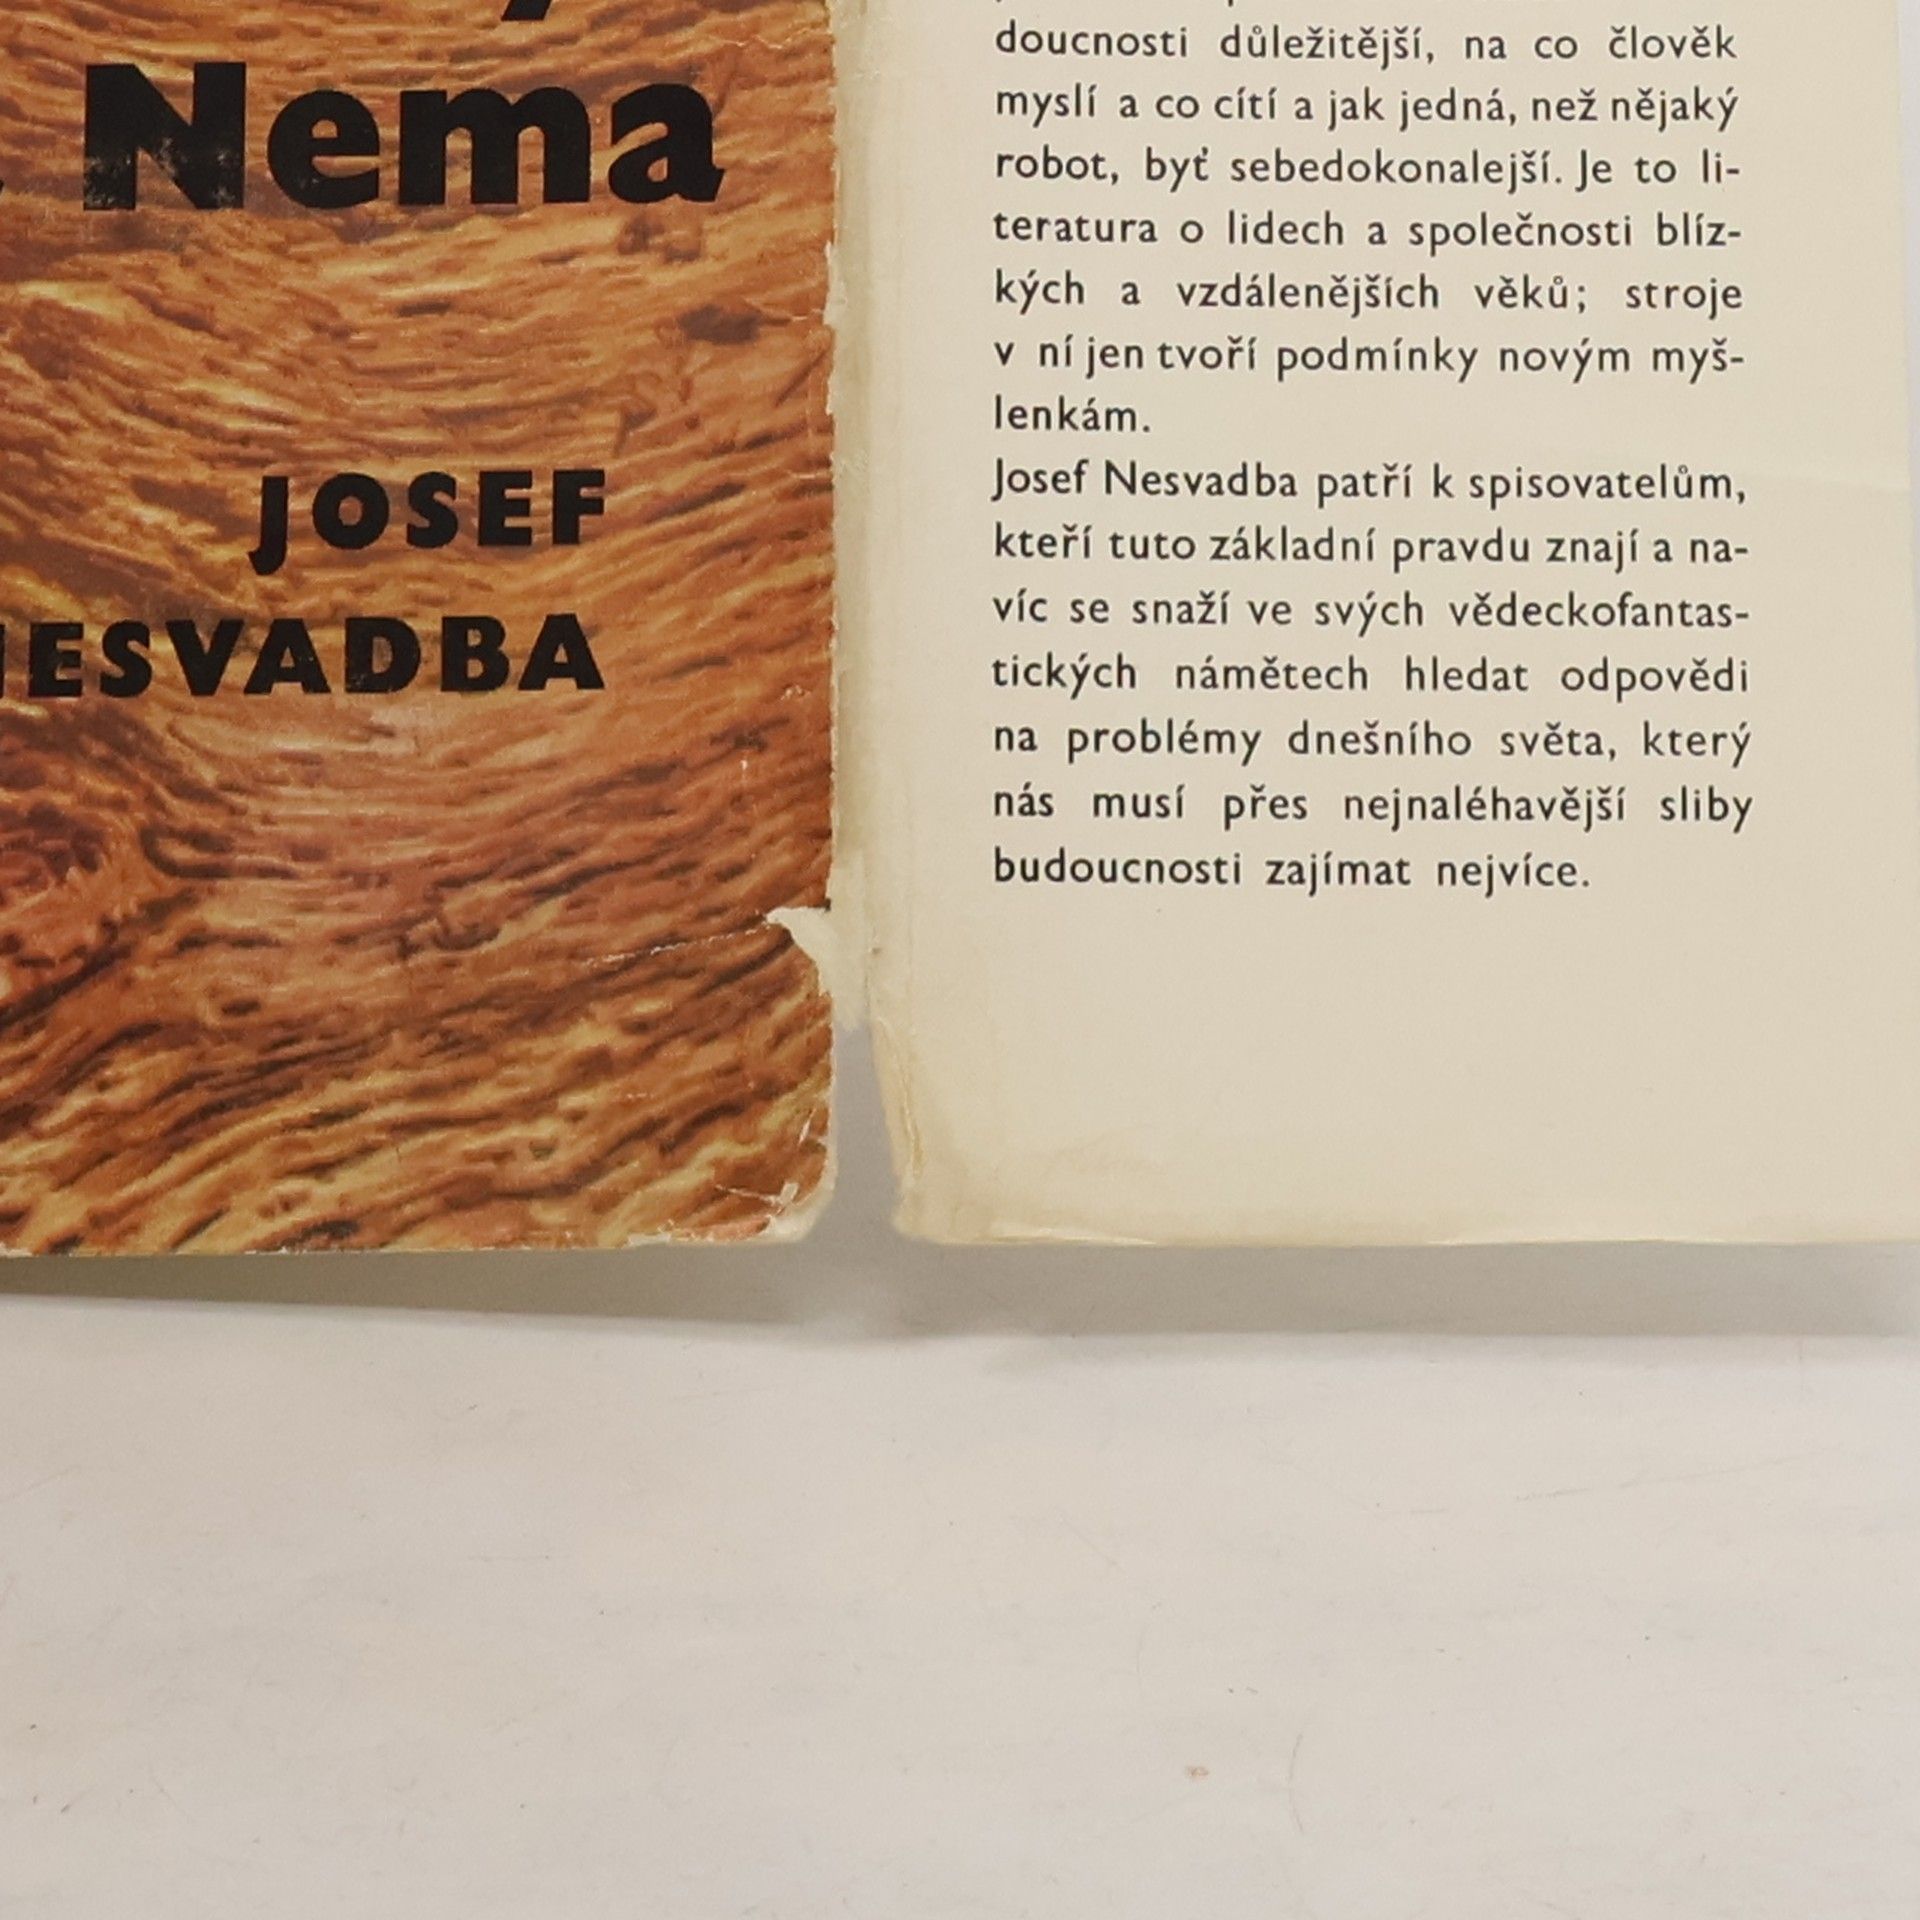 Nema
JOSEF
NESVADBA
doucnosti důležitější, na co člověk
myslí a co cítí a jak jedná, než nějaký
robot, byť sebedokonalejší. Je to li-
teratura o lidech a společnosti blíz-
kých a vzdálenějších věků; stroje
v ní jen tvoří podmínky novým myš-
lenkám.
Josef Nesvadba patří k spisovatelům,
kteří tuto základní pravdu znají a na-
víc se snaží ve svých vědeckofantas-
tických námětech hledat odpovědi
na problémy dnešního světa, který
nás musí přes nejnaléhavější sliby
budoucnosti zajímat nejvíce.